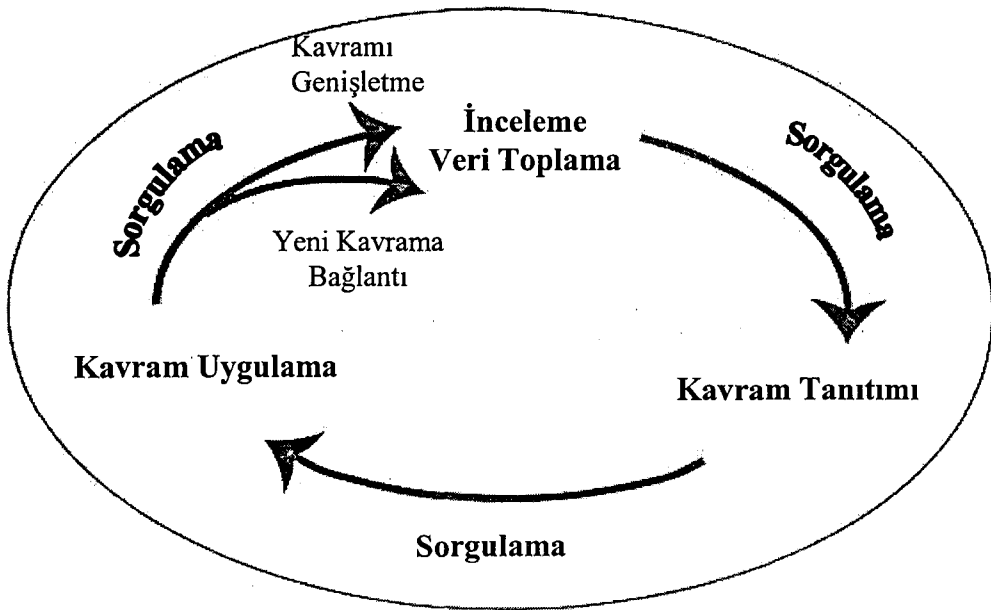 Kavramı
Genişletme
İnceleme
Veri Toplama
Sorgulama
Sorgulama
Yeni Kavrama
Bağlantı
Kavram Uygulama
Kavram Tanıtımı
Sorgulama